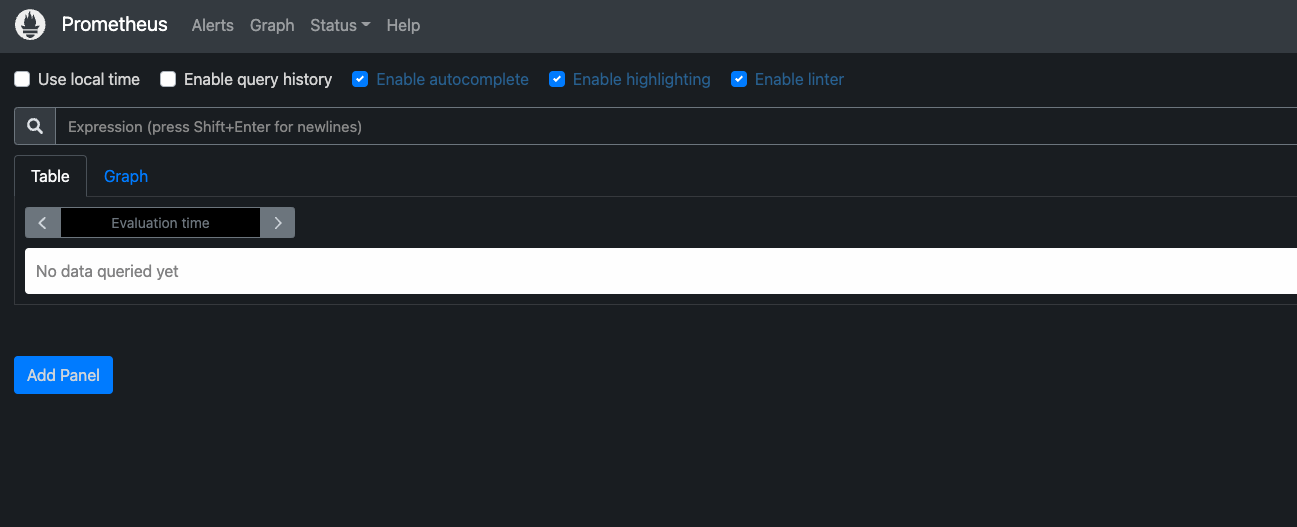 Prometheus Alerts Graph Status Help
Use local time Enable query history Enable autocomplete Enable highlighting Enable linter
Expression (press Shift+Enter for newlines)
Table Graph
Evaluation time
No data queried yet
Add Panel